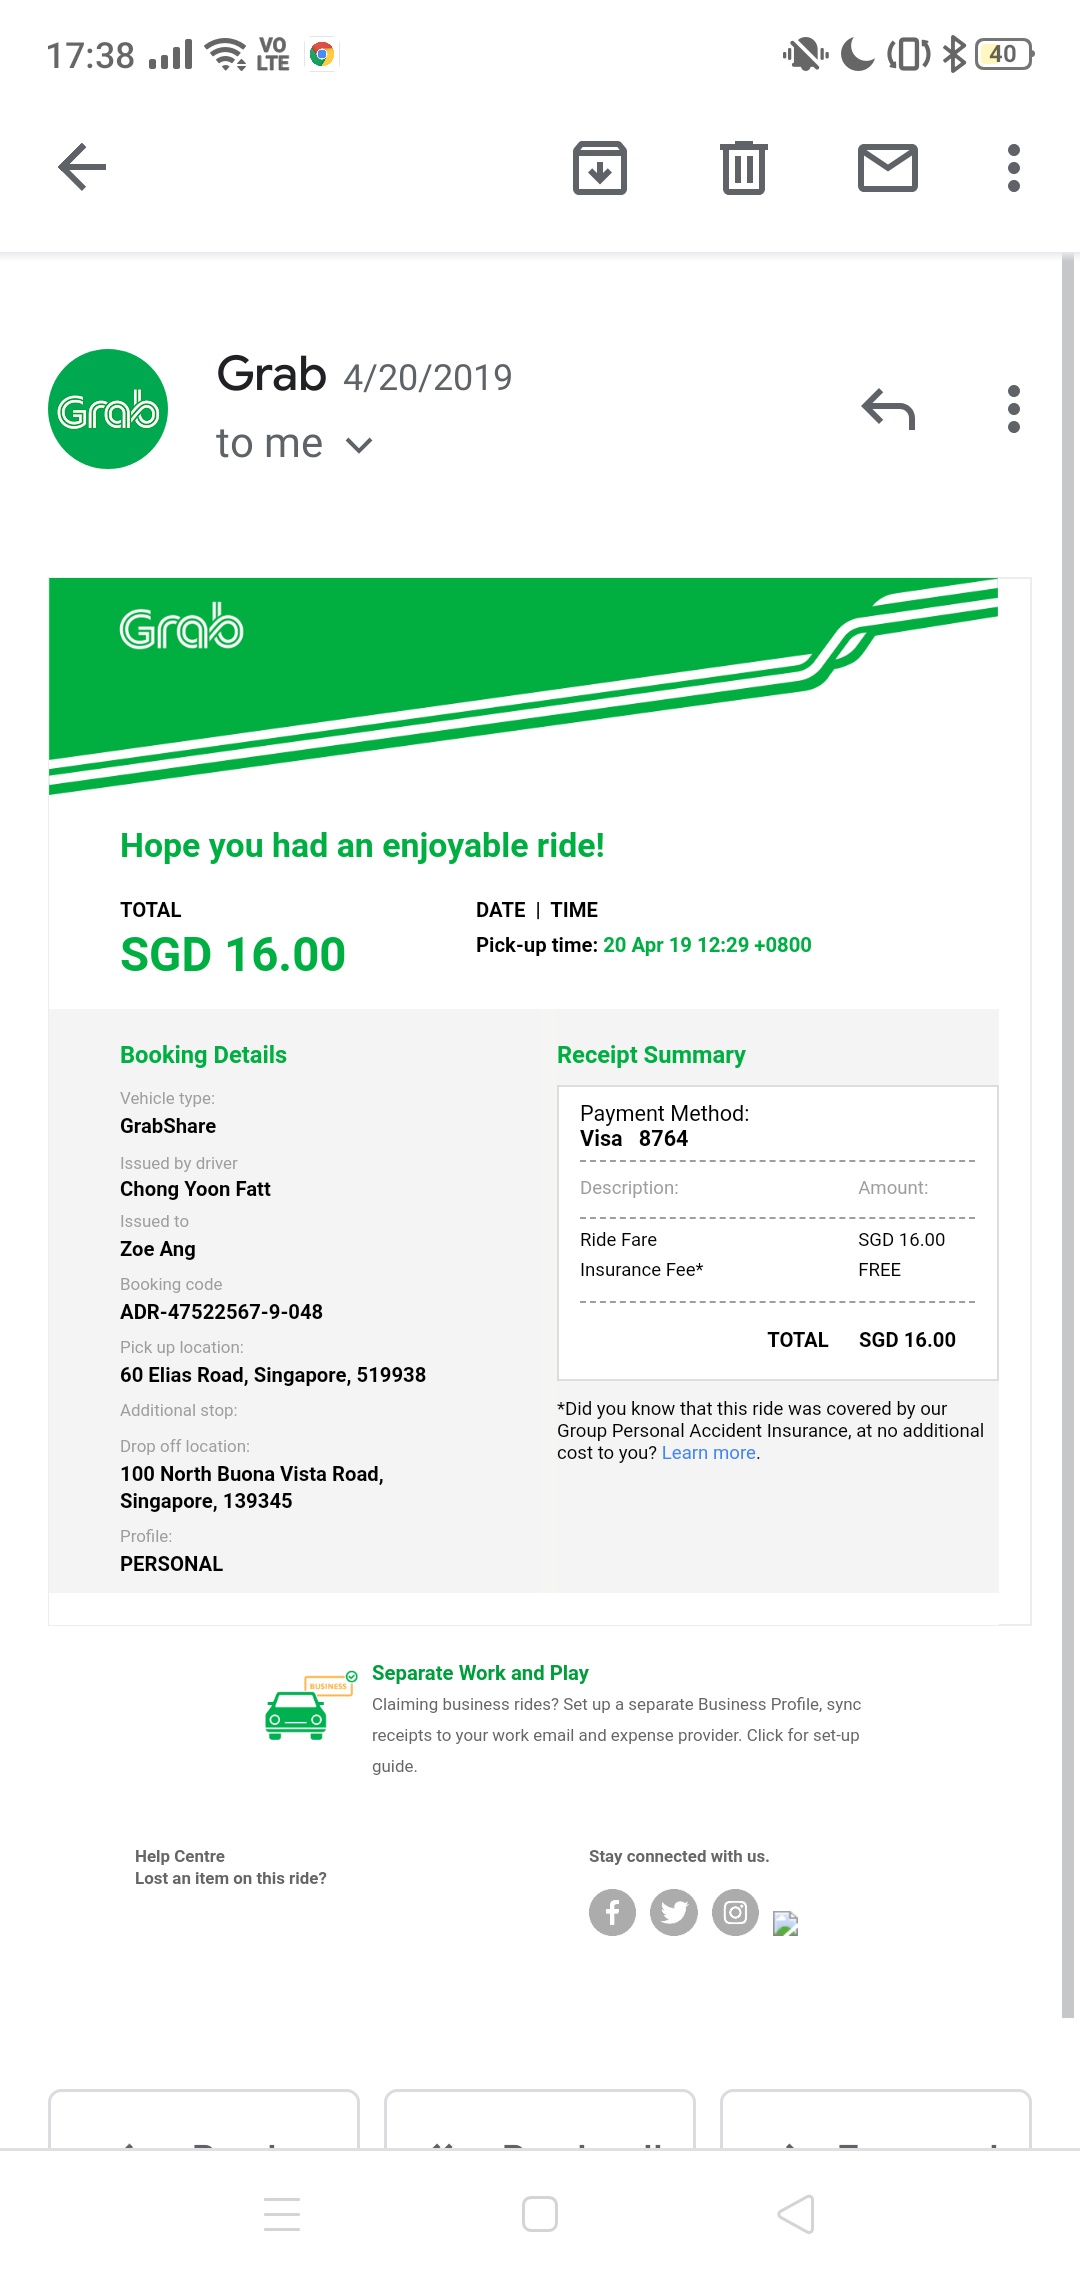 17:38 VO LTE 40
Grab 4/20/2019
Grab
to me
Grab
Hope you had an enjoyable ride!
TOTAL DATE | TIME
SGD 16.00 Pick-up time: 20 Apr 19 12:29 +0800
Booking Details
Vehicle type:
GrabShare
Issued by driver
Chong Yoon Fatt
Issued to
Zoe Ang
Booking code
ADR-47522567-9-048
Pick up location:
60 Elias Road, Singapore, 519938
Additional stop:
Drop off location:
100 North Buona Vista Road,
Singapore, 139345
Profile:
PERSONAL
Receipt Summary
Payment Method:
Visa 8764
Description: Amount:
Ride Fare SGD 16.00
Insurance Fee* FREE
TOTAL SGD 16.00
*Did you know that this ride was covered by our
Group Personal Accident Insurance, at no additional
cost to you? Learn more.
BUSINESS
Separate Work and Play
Claiming business rides? Set up a separate Business Profile, sync
receipts to your work email and expense provider. Click for set-up
guide.
Help Centre
Lost an item on this ride?
Stay connected with us.